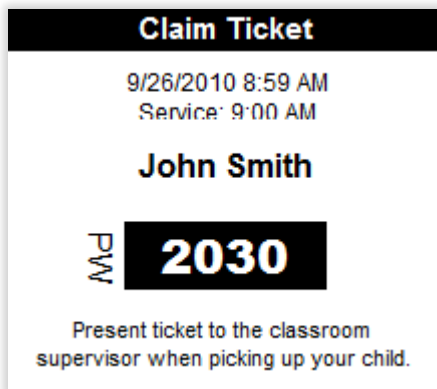 Claim Ticket
9/26/2010 8:59 AM
Service: 9:00 AM
John Smith
PW
2030
Present ticket to the classroom
supervisor when picking up your child.